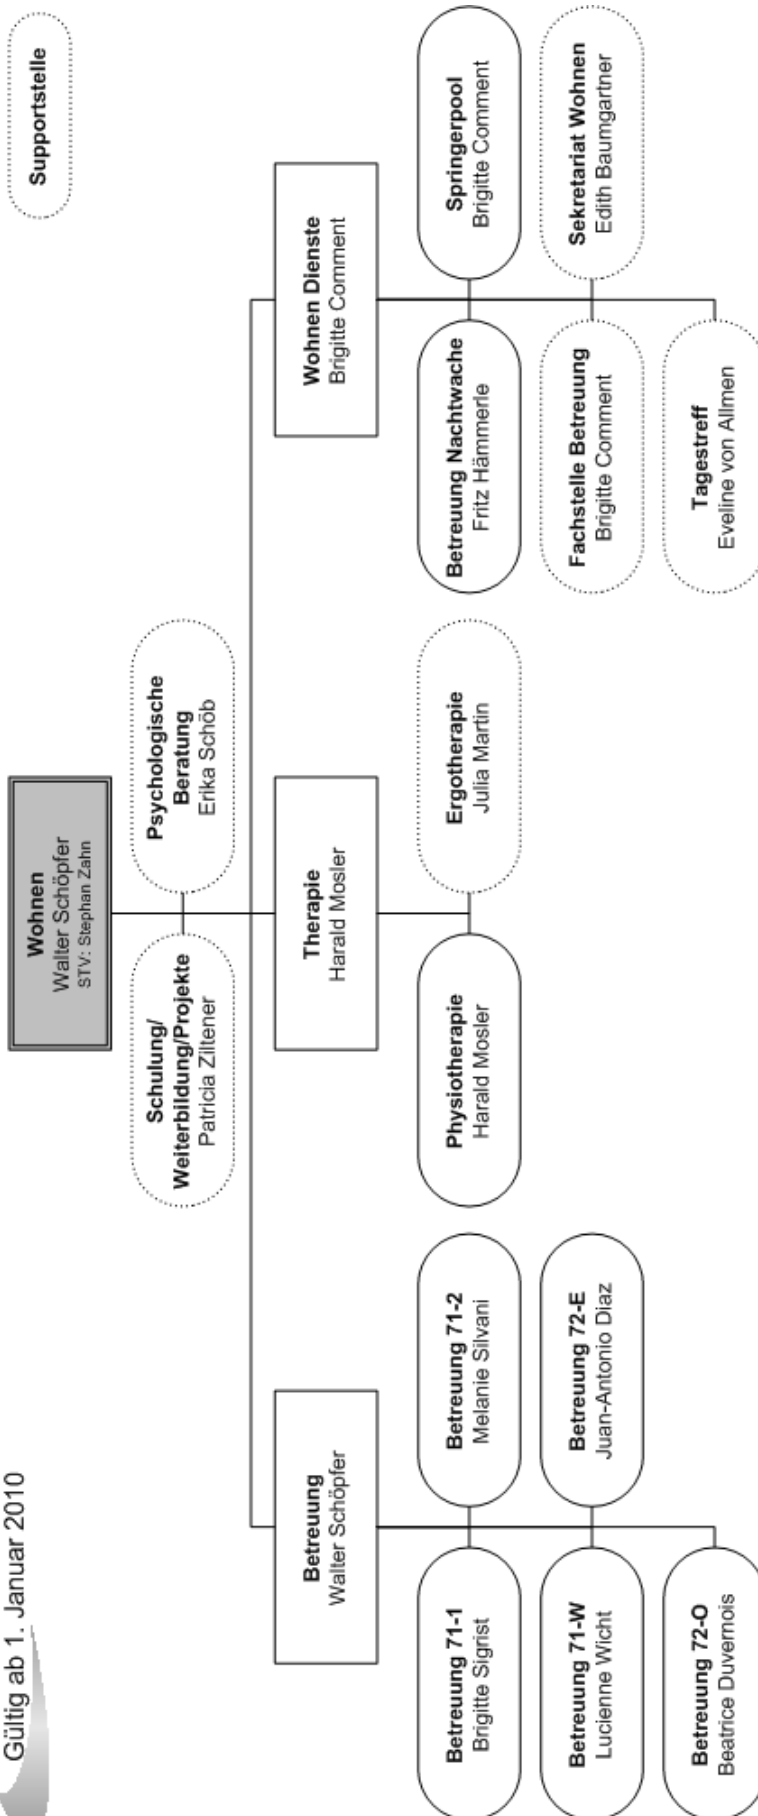 Gültig ab 1. Januar 2010
Supportstelle
Wohnen
Walter Schöpfer
STV: Stephan Zahn
Schulung/
Weiterbildung/Projekte
Patricia Ziltener
Psychologische
Beratung
Erika Schöb
Betreuung
Walter Schöpfer
Therapie
Harald Mosler
Wohnen Dienste
Brigitte Comment
Betreuung 71-1
Brigitte Sigrist
Betreuung 71-2
Melanie Silvani
Betreuung 71-W
Lucienne Wicht
Betreuung 72-E
Juan-Antonio Diaz
Betreuung 72-O
Beatrice Duvernois
Physiotherapie
Harald Mosler
Ergotherapie
Julia Martin
Betreuung Nachtwache
Fritz Hämmerle
Springerpool
Brigitte Comment
Fachstelle Betreuung
Brigitte Comment
Sekretariat Wohnen
Edith Baumgartner
Tagestreff
Eveline von Allmen